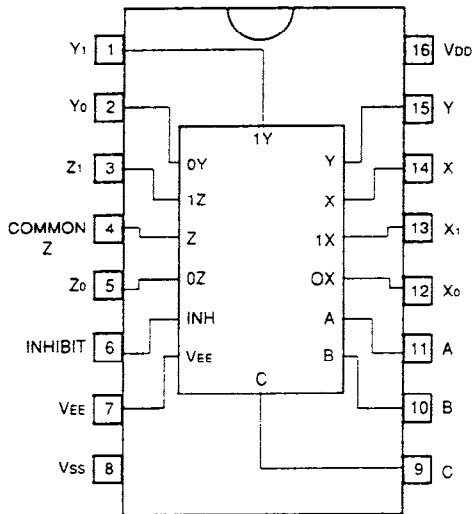 Y1 1 16 VDD
Y0 2 1Y 15 Y
0Y Y
Z1 3 14 X
1Z X
COMMON Z 4 Z 1X 13 X1
Z0 5 0Z OX 12 X0
INHIBIT 6 INH A 11 A
VEE 7 VEE B 10 B
C
VSS 8 9 C